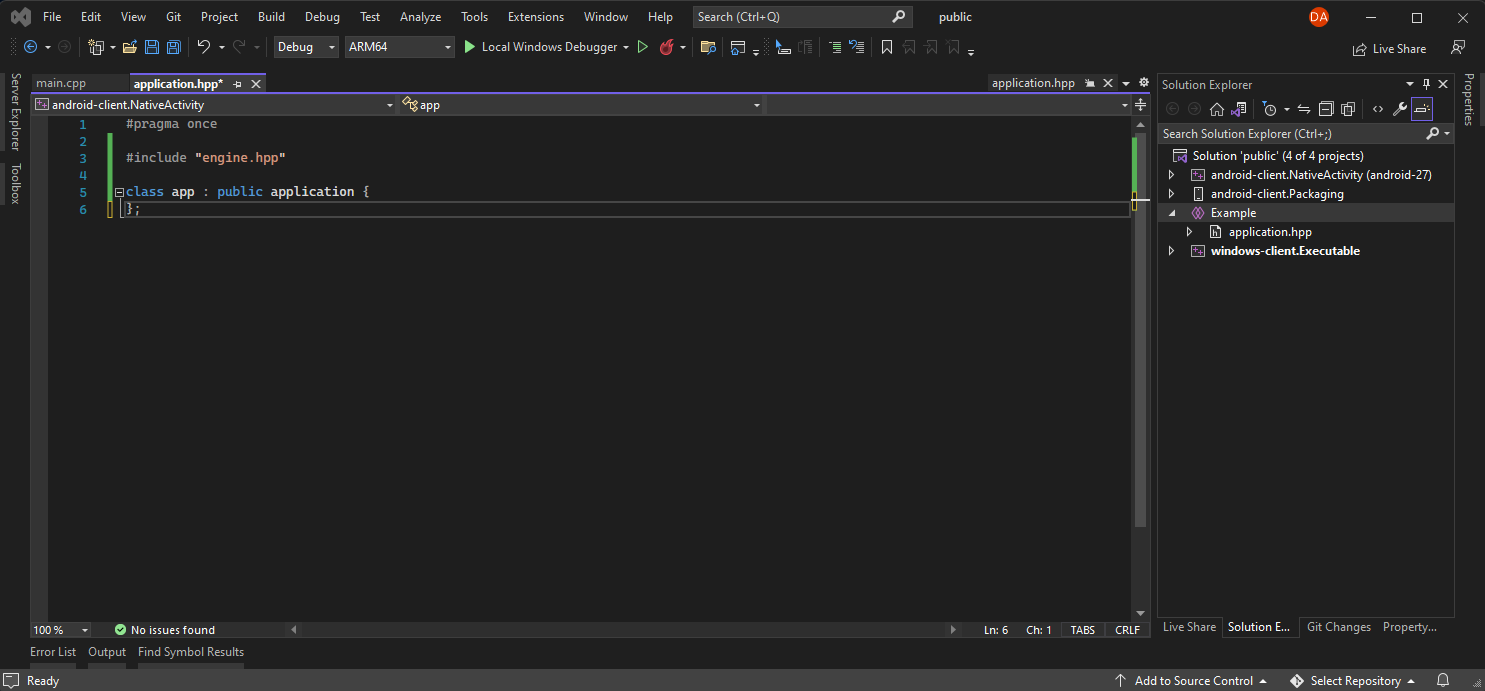 File Edit View Git Project Build Debug Test Analyze Tools Extensions Window Help Search (Ctrl+Q) public DA
Debug ARM64 Local Windows Debugger Live Share
Server Explorer
Toolbox
main.cpp application.hpp* application.hpp
android-client.NativeActivity app
1 #pragma once
2
3 #include "engine.hpp"
4
5 class app : public application {
6 };
100 % No issues found Ln: 6 Ch: 1 TABS CRLF
Solution Explorer
Search Solution Explorer (Ctrl+;)
Solution 'public' (4 of 4 projects)
android-client.NativeActivity (android-27)
android-client.Packaging
Example
application.hpp
windows-client.Executable
Live Share Solution E... Git Changes Property...
Properties
Error List Output Find Symbol Results
Ready Add to Source Control Select Repository